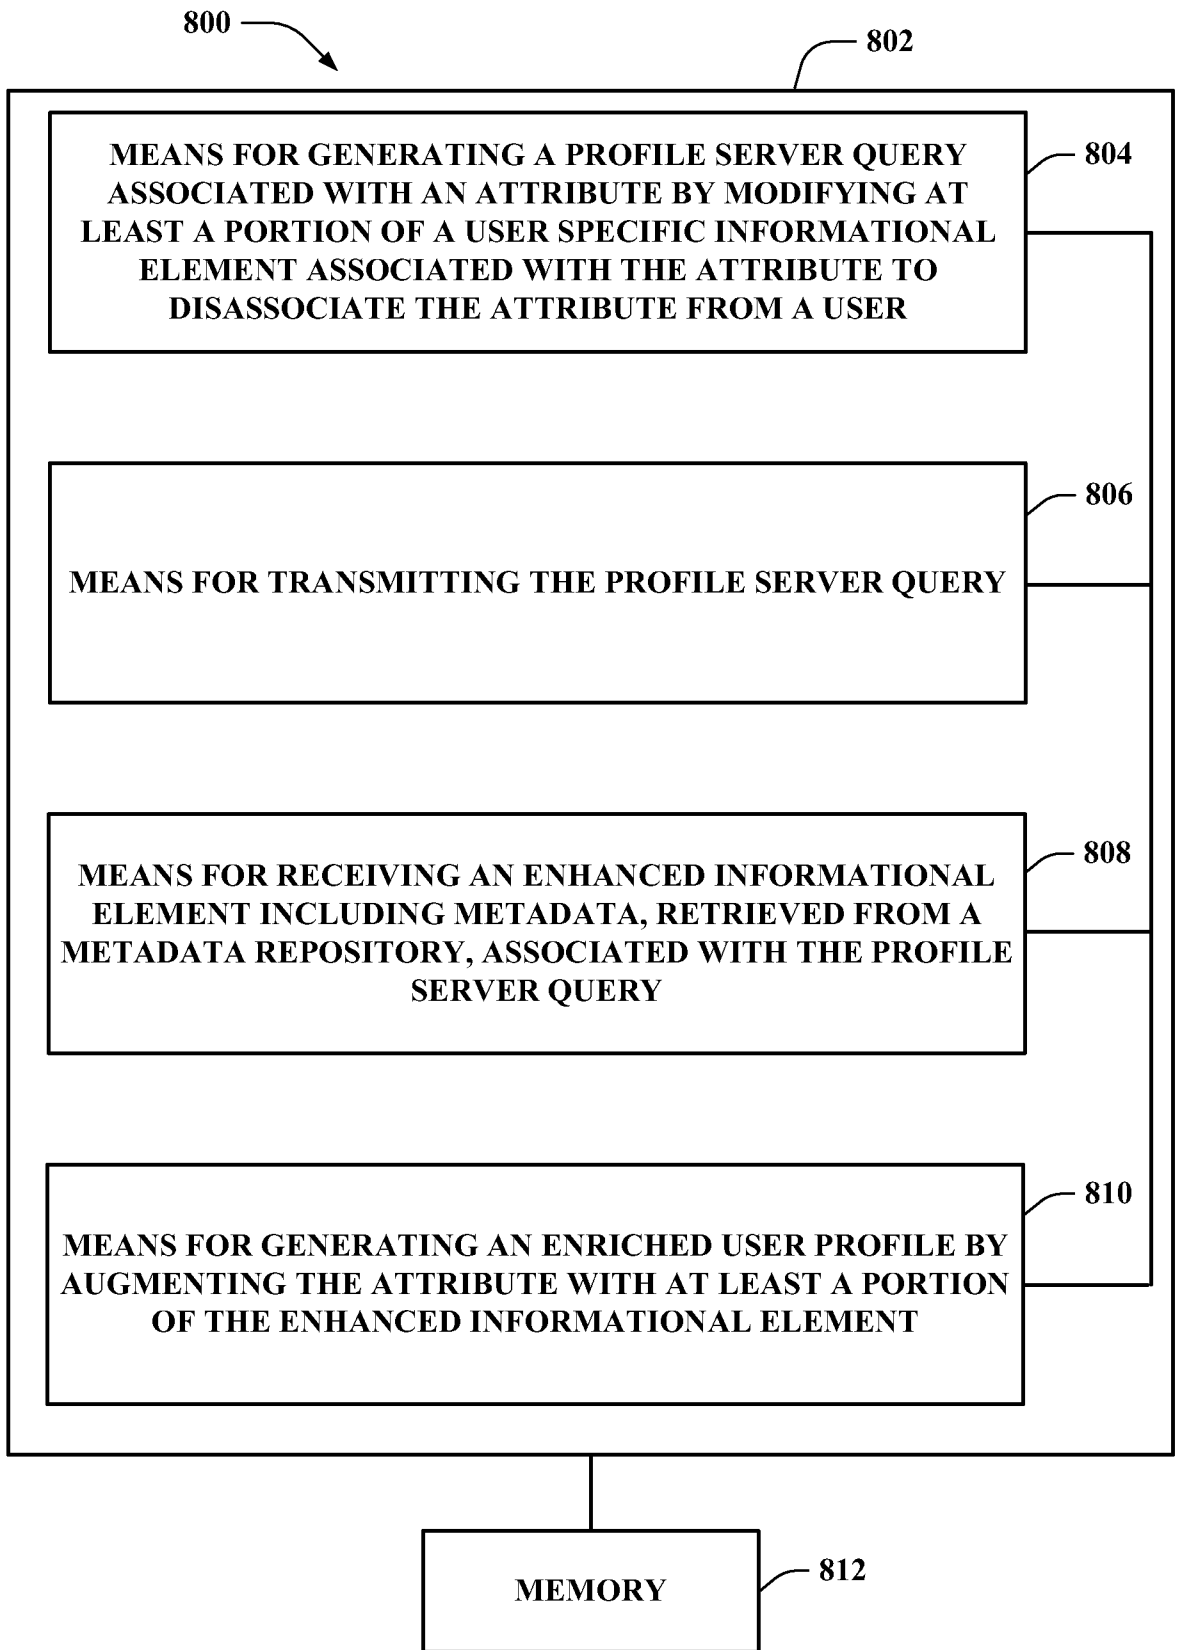 800
802
MEANS FOR GENERATING A PROFILE SERVER QUERY
ASSOCIATED WITH AN ATTRIBUTE BY MODIFYING AT
LEAST A PORTION OF A USER SPECIFIC INFORMATIONAL
ELEMENT ASSOCIATED WITH THE ATTRIBUTE TO
DISASSOCIATE THE ATTRIBUTE FROM A USER
804
806
MEANS FOR TRANSMITTING THE PROFILE SERVER QUERY
808
MEANS FOR RECEIVING AN ENHANCED INFORMATIONAL
ELEMENT INCLUDING METADATA, RETRIEVED FROM A
METADATA REPOSITORY, ASSOCIATED WITH THE PROFILE
SERVER QUERY
810
MEANS FOR GENERATING AN ENRICHED USER PROFILE BY
AUGMENTING THE ATTRIBUTE WITH AT LEAST A PORTION
OF THE ENHANCED INFORMATIONAL ELEMENT
MEMORY
812